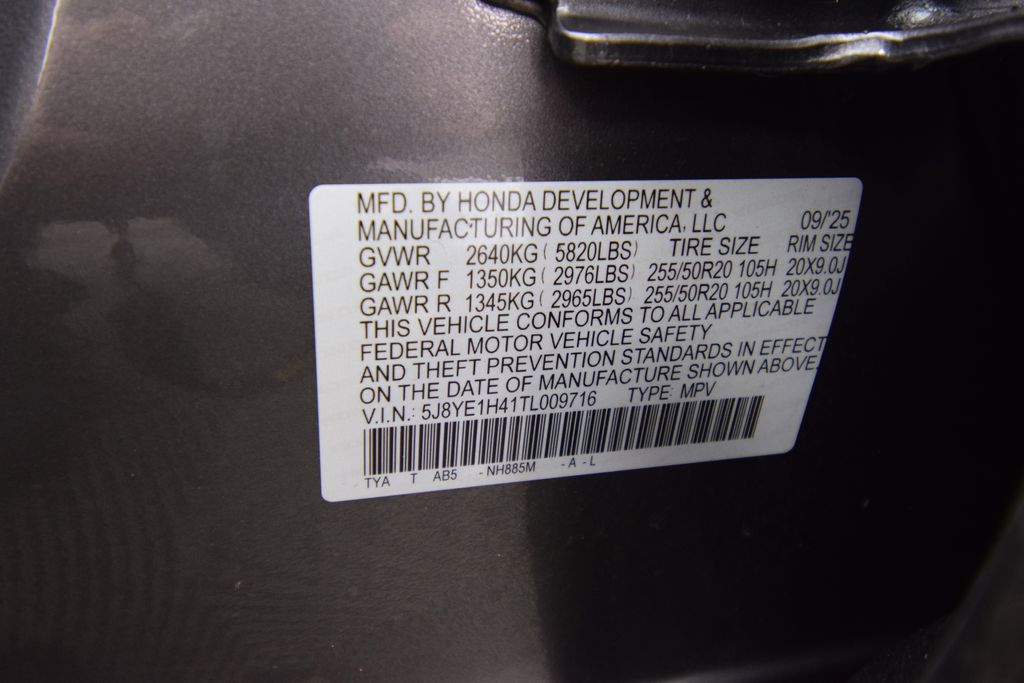 MFD. BY HONDA DEVELOPMENT &
MANUFACTURING OF AMERICA, LLC 09/'25
GVWR 2640KG ( 5820LBS) TIRE SIZE RIM SIZE
GAWR F 1350KG ( 2976LBS) 255/50R20 105H 20X9.0J
GAWR R 1345KG ( 2965LBS) 255/50R20 105H 20X9.0J
THIS VEHICLE CONFORMS TO ALL APPLICABLE
FEDERAL MOTOR VEHICLE SAFETY
AND THEFT PREVENTION STANDARDS IN EFFECT
ON THE DATE OF MANUFACTURE SHOWN ABOVE.
V.I.N.: 5J8YE1H41TL009716 TYPE: MPV
TYA T AB5 -NH885M -A -L